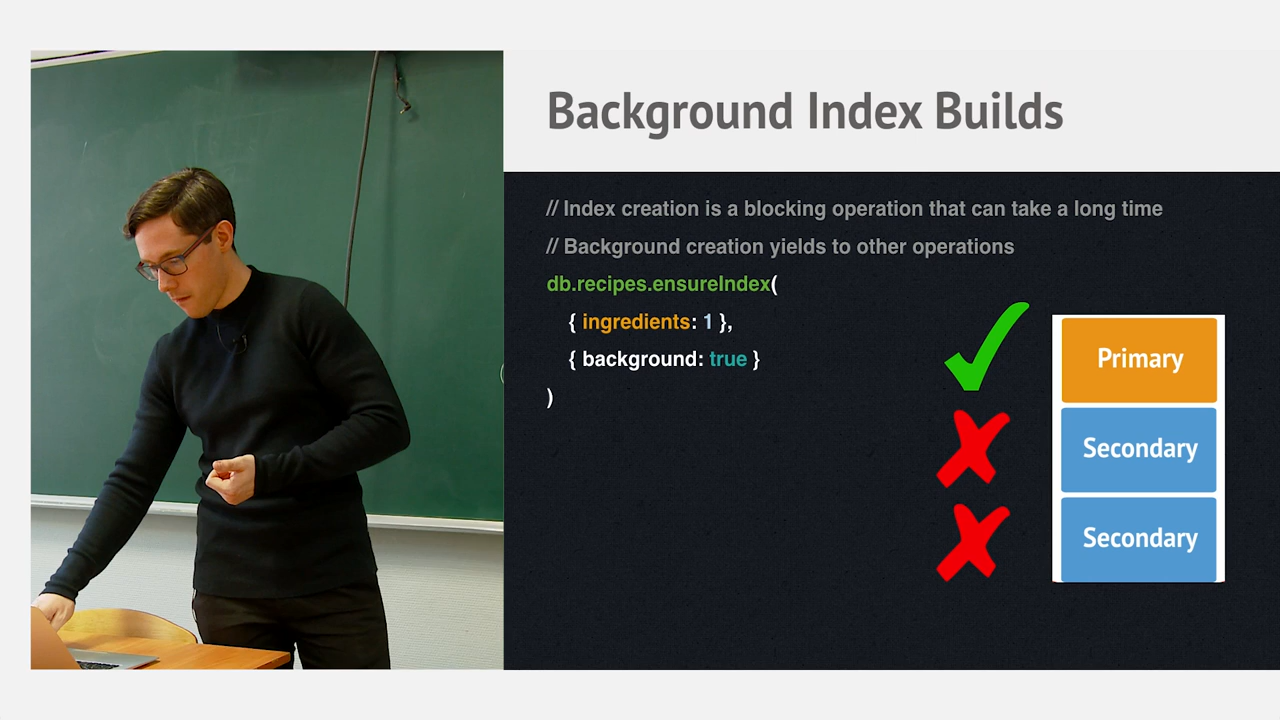 Background Index Builds
// Index creation is a blocking operation that can take a long time
// Background creation yields to other operations
db.recipes.ensureIndex(
{ ingredients: 1 },
{ background: true }
)
Primary
Secondary
Secondary